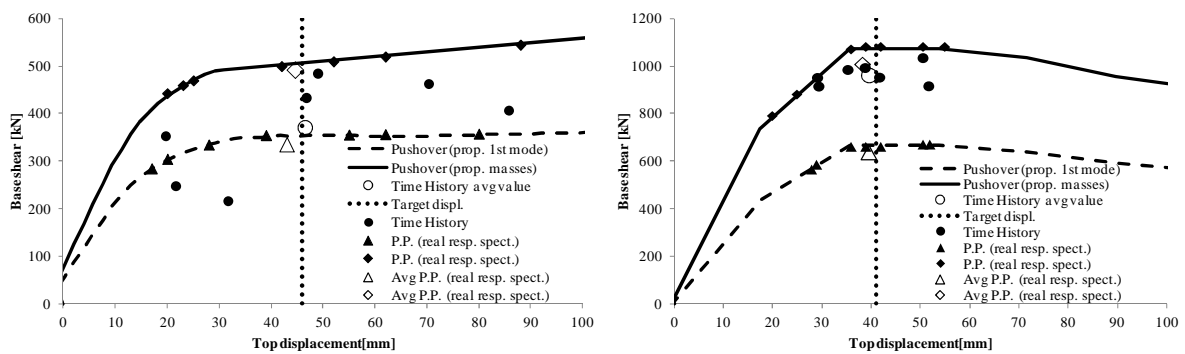 600
500
400
300
200
100
0
Base shear [kN]
Pushover (prop. 1st mode)
Pushover (prop. masses)
Time History avg value
Target displ.
Time History
P.P. (real resp. spect.)
P.P. (real resp. spect.)
Avg P.P. (real resp. spect.)
Avg P.P. (real resp. spect.)
0 10 20 30 40 50 60 70 80 90 100
Top displacement[mm]
1200
1000
800
600
400
200
0
Base shear [kN]
Pushover (prop. 1st mode)
Pushover (prop. masses)
Time History avg value
Target displ.
Time History
P.P. (real resp. spect.)
P.P. (real resp. spect.)
Avg P.P. (real resp. spect.)
Avg P.P. (real resp. spect.)
0 10 20 30 40 50 60 70 80 90 100
Top displacement[mm]